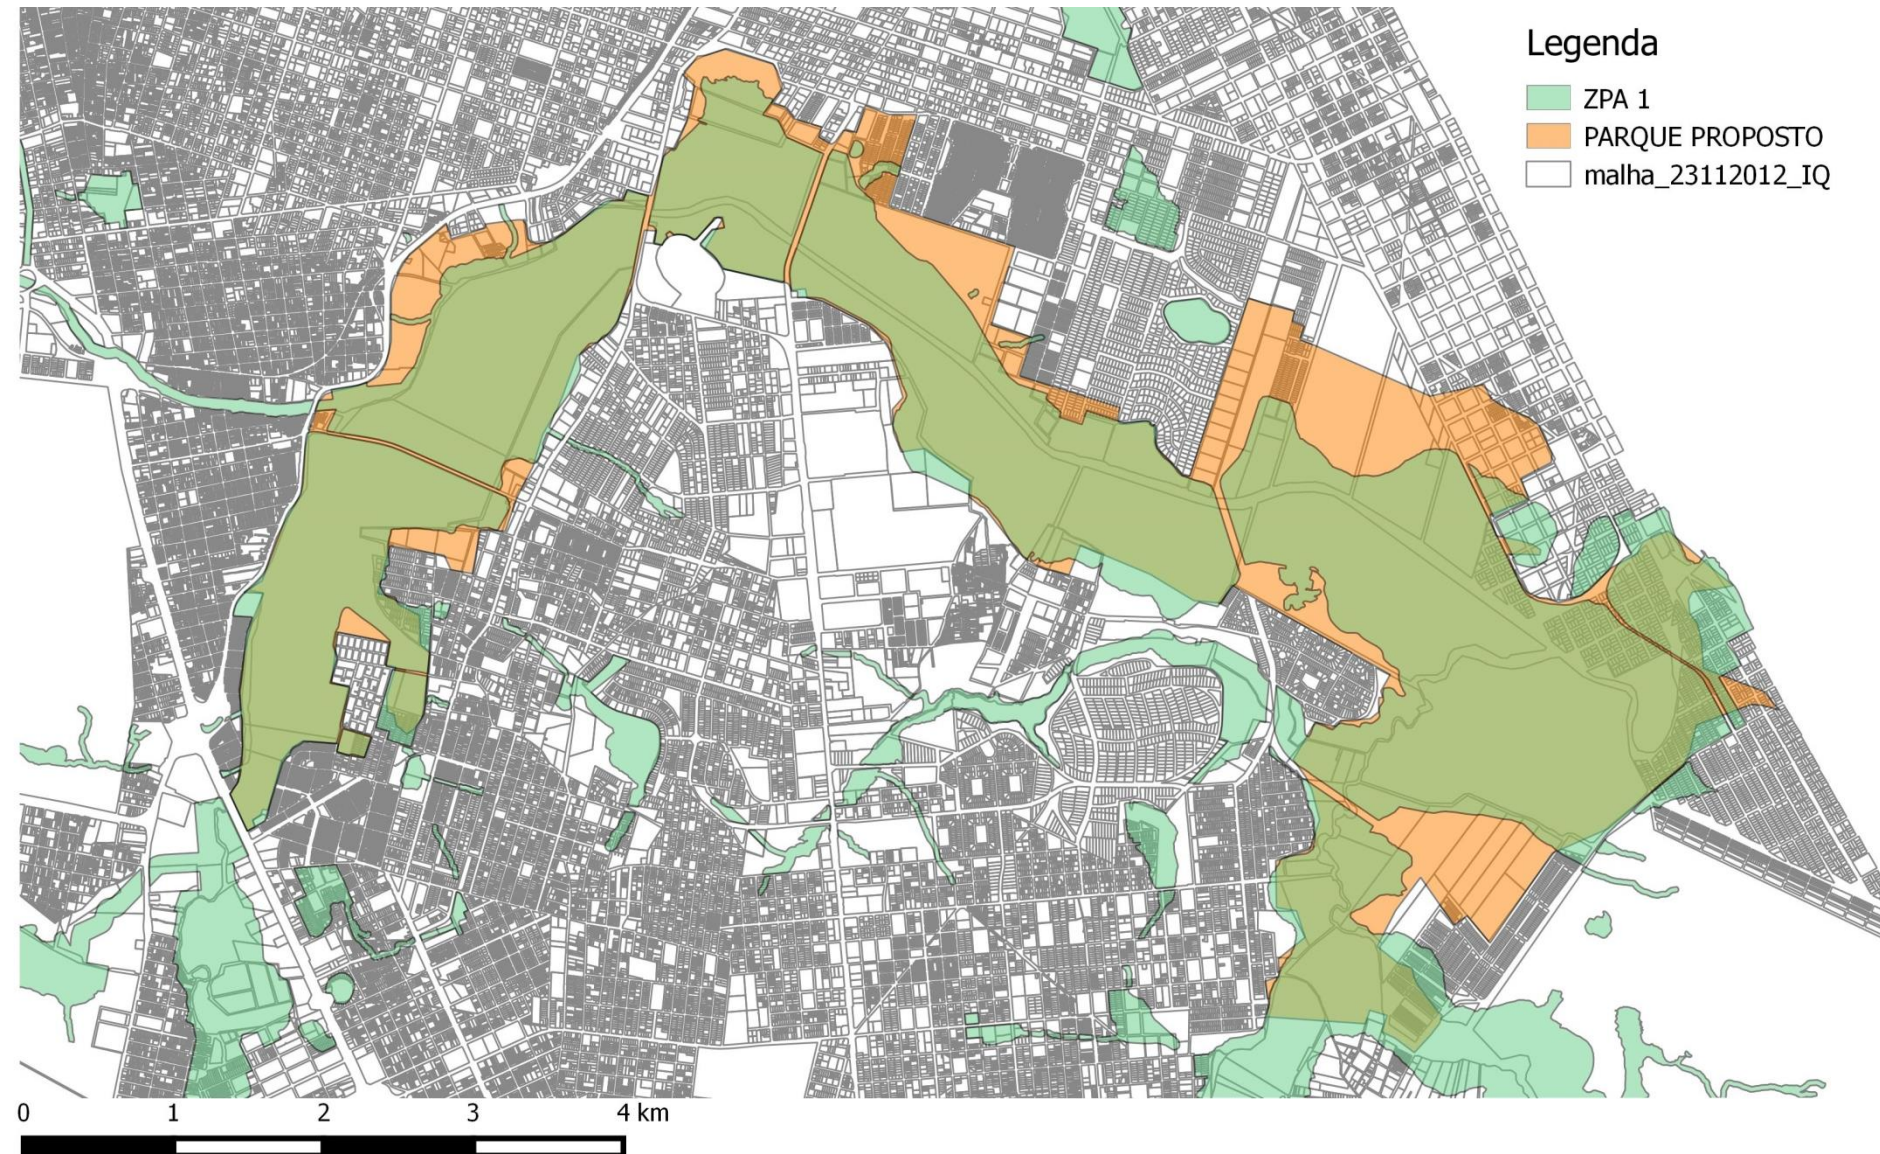 Legenda
ZPA 1
PARQUE PROPOSTO
malha_23112012_IQ
0 1 2 3 4 km